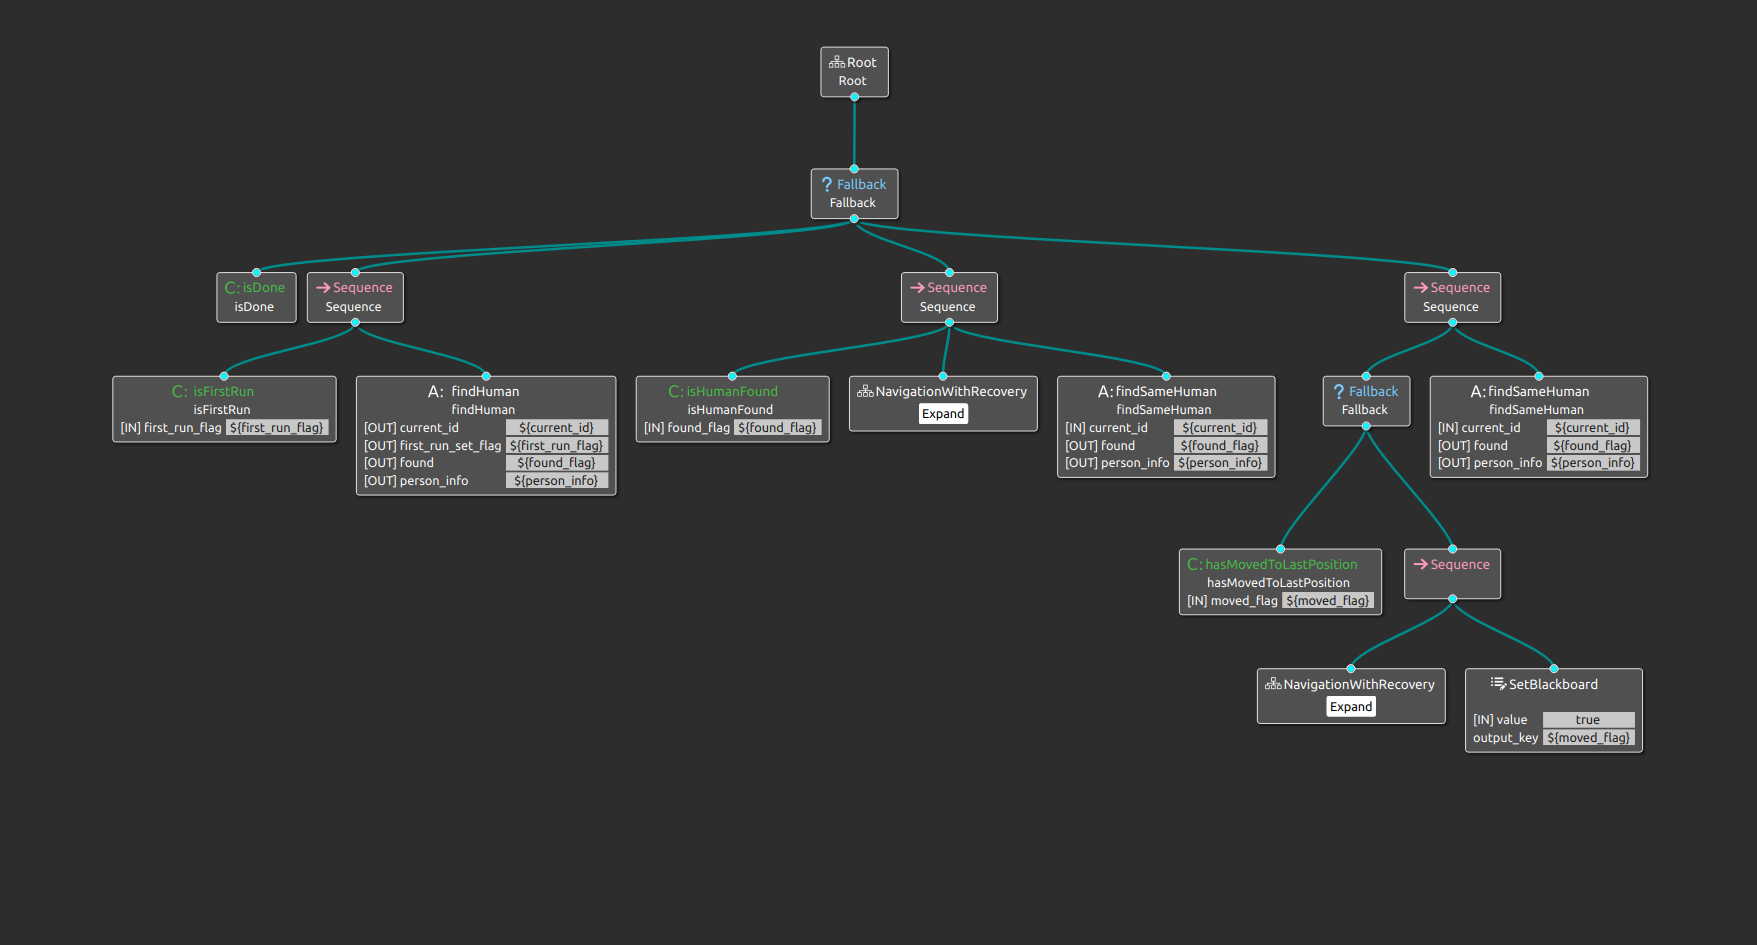 Root
Root
? Fallback
Fallback
C: isDone
isDone
Sequence
Sequence
Sequence
Sequence
Sequence
Sequence
C: isFirstRun
isFirstRun
[IN] first_run_flag ${first_run_flag}
A: findHuman
findHuman
[OUT] current_id ${current_id}
[OUT] first_run_set_flag ${first_run_flag}
[OUT] found ${found_flag}
[OUT] person_info ${person_info}
C: isHumanFound
isHumanFound
[IN] found_flag ${found_flag}
NavigationWithRecovery
Expand
A: findSameHuman
findSameHuman
[IN] current_id ${current_id}
[OUT] found ${found_flag}
[OUT] person_info ${person_info}
? Fallback
Fallback
A: findSameHuman
findSameHuman
[IN] current_id ${current_id}
[OUT] found ${found_flag}
[OUT] person_info ${person_info}
C: hasMovedToLastPosition
hasMovedToLastPosition
[IN] moved_flag ${moved_flag}
Sequence
NavigationWithRecovery
Expand
SetBlackboard
[IN] value true
output_key ${moved_flag}